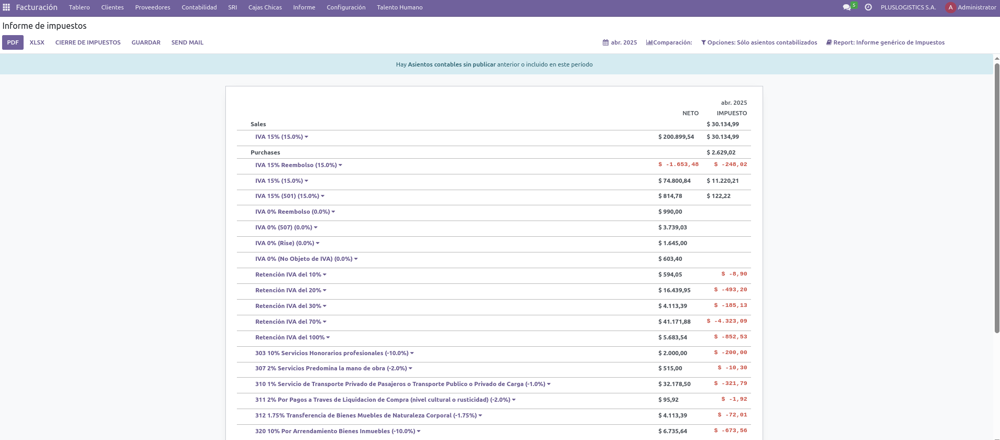 Facturación Tablero Clientes Proveedores Contabilidad SRI Cajas Chicas Informe Configuración Talento Humano 5 PLUSLOGISTICS S.A. A Administrator
Informe de impuestos
PDF XLSX CIERRE DE IMPUESTOS GUARDAR SEND MAIL abr. 2025 Comparación: Opciones: Sólo asientos contabilizados Report: Informe genérico de Impuestos
Hay Asientos contables sin publicar anterior o incluido en este período
abr. 2025
NETO IMPUESTO
Sales $ 30.134,99
IVA 15% (15.0%) $ 200.899,54 $ 30.134,99
Purchases $ 2.629,02
IVA 15% Reembolso (15.0%) $ -1.653,48 $ -248,02
IVA 15% (15.0%) $ 74.800,84 $ 11.220,21
IVA 15% (501) (15.0%) $ 814,78 $ 122,22
IVA 0% Reembolso (0.0%) $ 990,00
IVA 0% (507) (0.0%) $ 3.739,03
IVA 0% (Rise) (0.0%) $ 1.645,00
IVA 0% (No Objeto de IVA) (0.0%) $ 603,40
Retención IVA del 10% $ 594,05 $ -8,90
Retención IVA del 20% $ 16.439,95 $ -493,20
Retención IVA del 30% $ 4.113,39 $ -185,13
Retención IVA del 70% $ 41.171,88 $ -4.323,09
Retención IVA del 100% $ 5.683,54 $ -852,53
303 10% Servicios Honorarios profesionales (-10.0%) $ 2.000,00 $ -200,00
307 2% Servicios Predomina la mano de obra (-2.0%) $ 515,00 $ -10,30
310 1% Servicio de Transporte Privado de Pasajeros o Transporte Publico o Privado de Carga (-1.0%) $ 32.178,50 $ -321,79
311 2% Por Pagos a Traves de Liquidacion de Compra (nivel cultural o rusticidad) (-2.0%) $ 95,92 $ -1,92
312 1.75% Transferencia de Bienes Muebles de Naturaleza Corporal (-1.75%) $ 4.113,39 $ -72,01
320 10% Por Arrendamiento Bienes Inmuebles (-10.0%) $ 6.735,64 $ -673,56